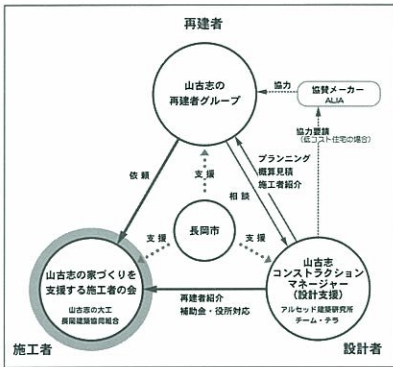 再建者
山古志の
再建者グループ
協力
協賛メーカー
ALIA
協力要請
(低コスト住宅の場合)
プランニング
概算見積
施工者紹介
依頼
支援
相談
長岡市
支援
支援
山古志の家づくりを
支援する施工者の会
山古志の大工
長岡建築協同組合
再建者紹介
補助金・役所対応
山古志
コンストラクション
マネージャー
(設計支援)
アルセッド建築研究所
チーム・テラ
施工者
設計者